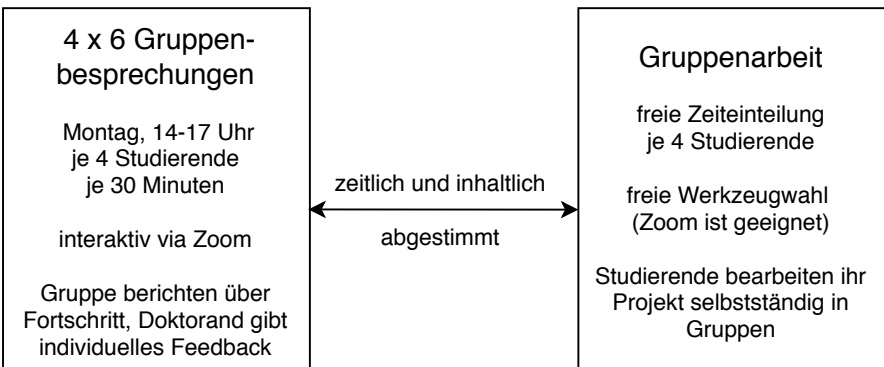 4 x 6 Gruppen-
besprechungen
Montag, 14-17 Uhr
je 4 Studierende
je 30 Minuten
interaktiv via Zoom
Gruppe berichten über
Fortschritt, Doktorand gibt
individuelles Feedback
zeitlich und inhaltlich
abgestimmt
Gruppenarbeit
freie Zeiteinteilung
je 4 Studierende
freie Werkzeugwahl
(Zoom ist geeignet)
Studierende bearbeiten ihr
Projekt selbstständig in
Gruppen